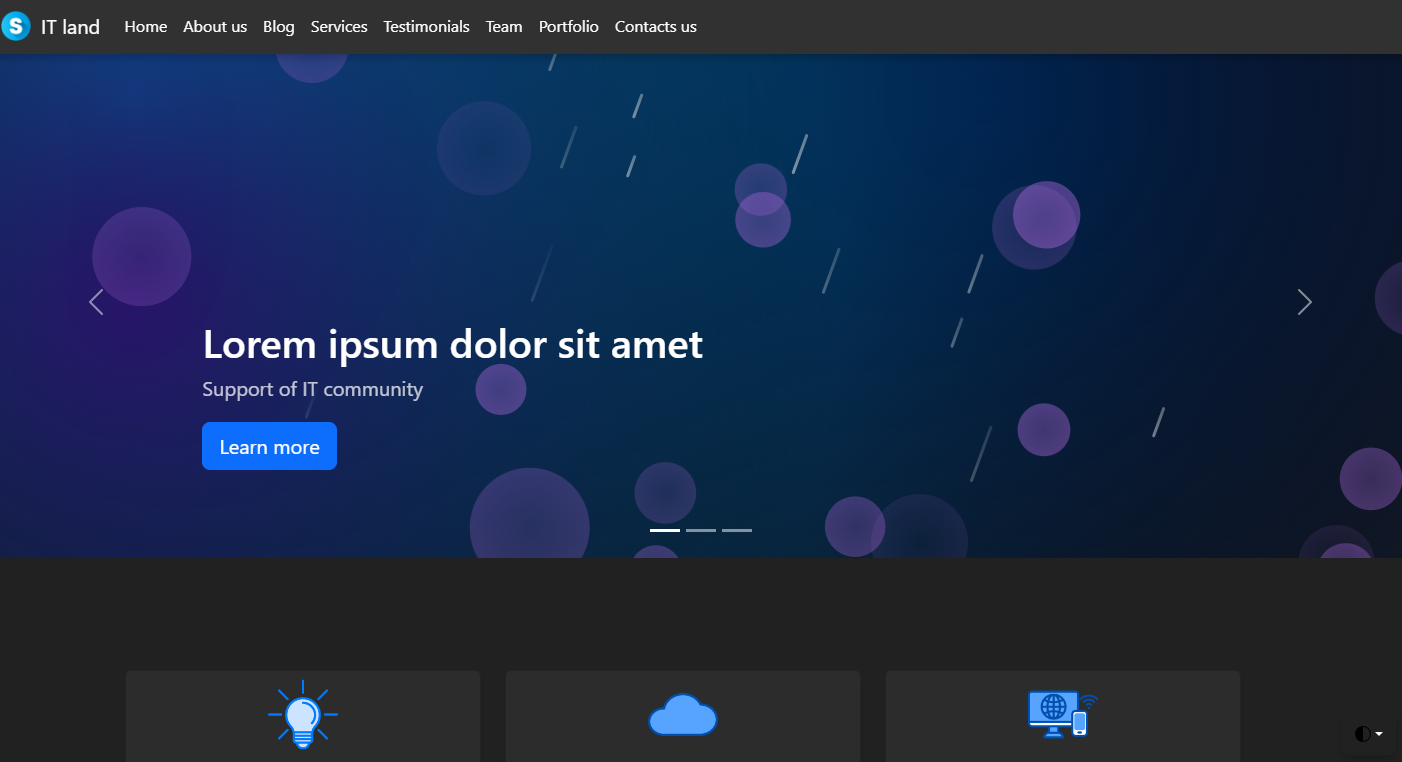 S IT land Home About us Blog Services Testimonials Team Portfolio Contacts us
Lorem ipsum dolor sit amet
Support of IT community
Learn more